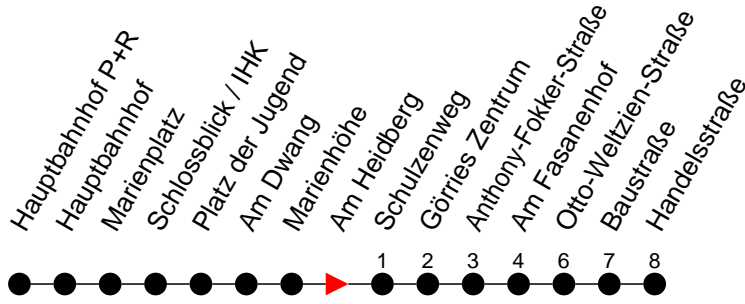 Hauptbahnhof P+R
Hauptbahnhof
Marienplatz
Schlossblick / IHK
Platz der Jugend
Am Dwang
Marienhöhe
Am Heidberg
Schulzenweg
Görries Zentrum
Anthony-Fokker-Straße
Am Fasanenhof
Otto-Weltzien-Straße
Baustraße
Handelsstraße
1 2 3 4 6 7 8